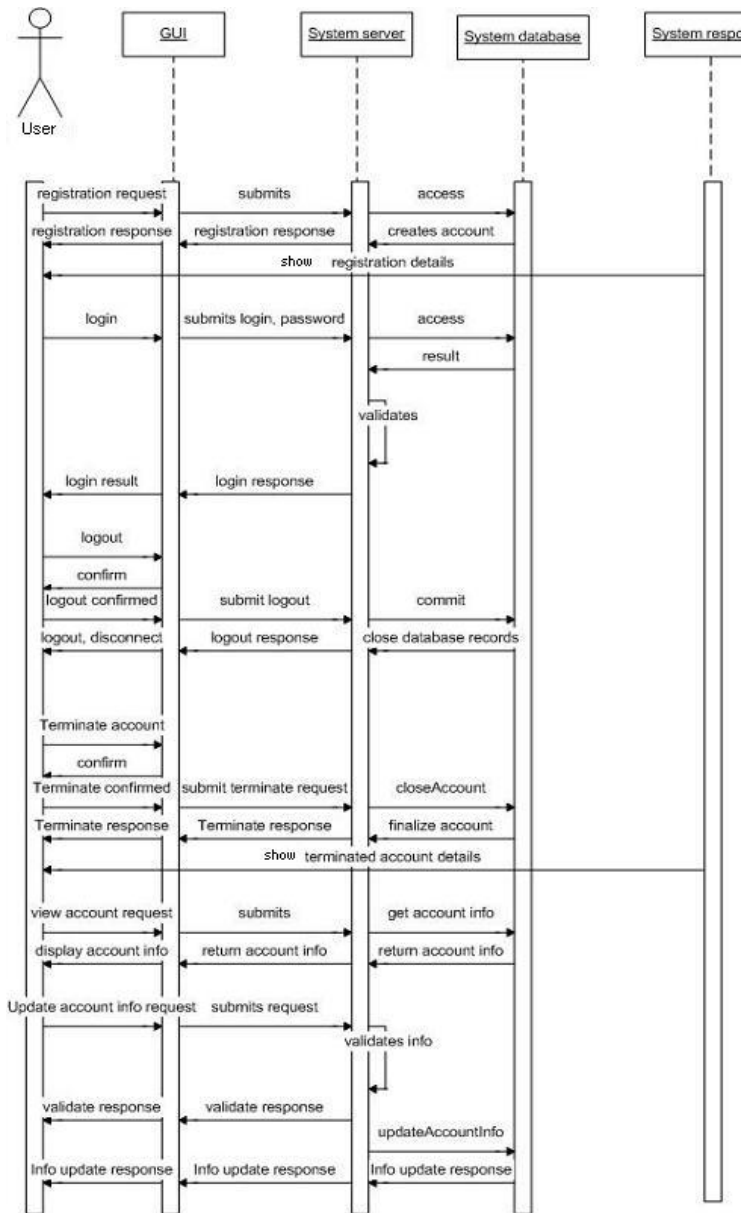 GUI System server System database System respo
User
registration request submits access
registration response registration response creates account
show registration details
login submits login, password access
result
validates
login result login response
logout
confirm
logout confirmed submit logout commit
logout, disconnect logout response close database records
Terminate account
confirm
Terminate confirmed submit terminate request closeAccount
Terminate response Terminate response finalize account
show terminated account details
view account request submits get account info
display account info return account info return account info
Update account info request submits request
validates info
validate response validate response
updateAccountInfo
Info update response Info update response Info update response